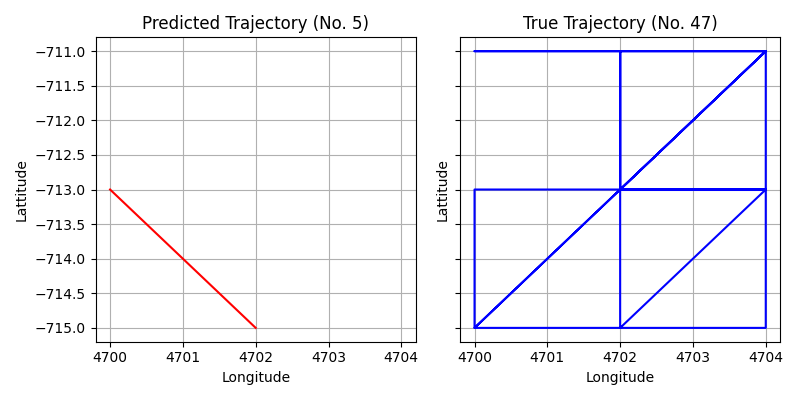 Predicted Trajectory (No. 5)
True Trajectory (No. 47)
−711.0
−711.5
−712.0
−712.5
−713.0
−713.5
−714.0
−714.5
−715.0
Lattitude
4700 4701 4702 4703 4704
Longitude
Lattitude
4700 4701 4702 4703 4704
Longitude